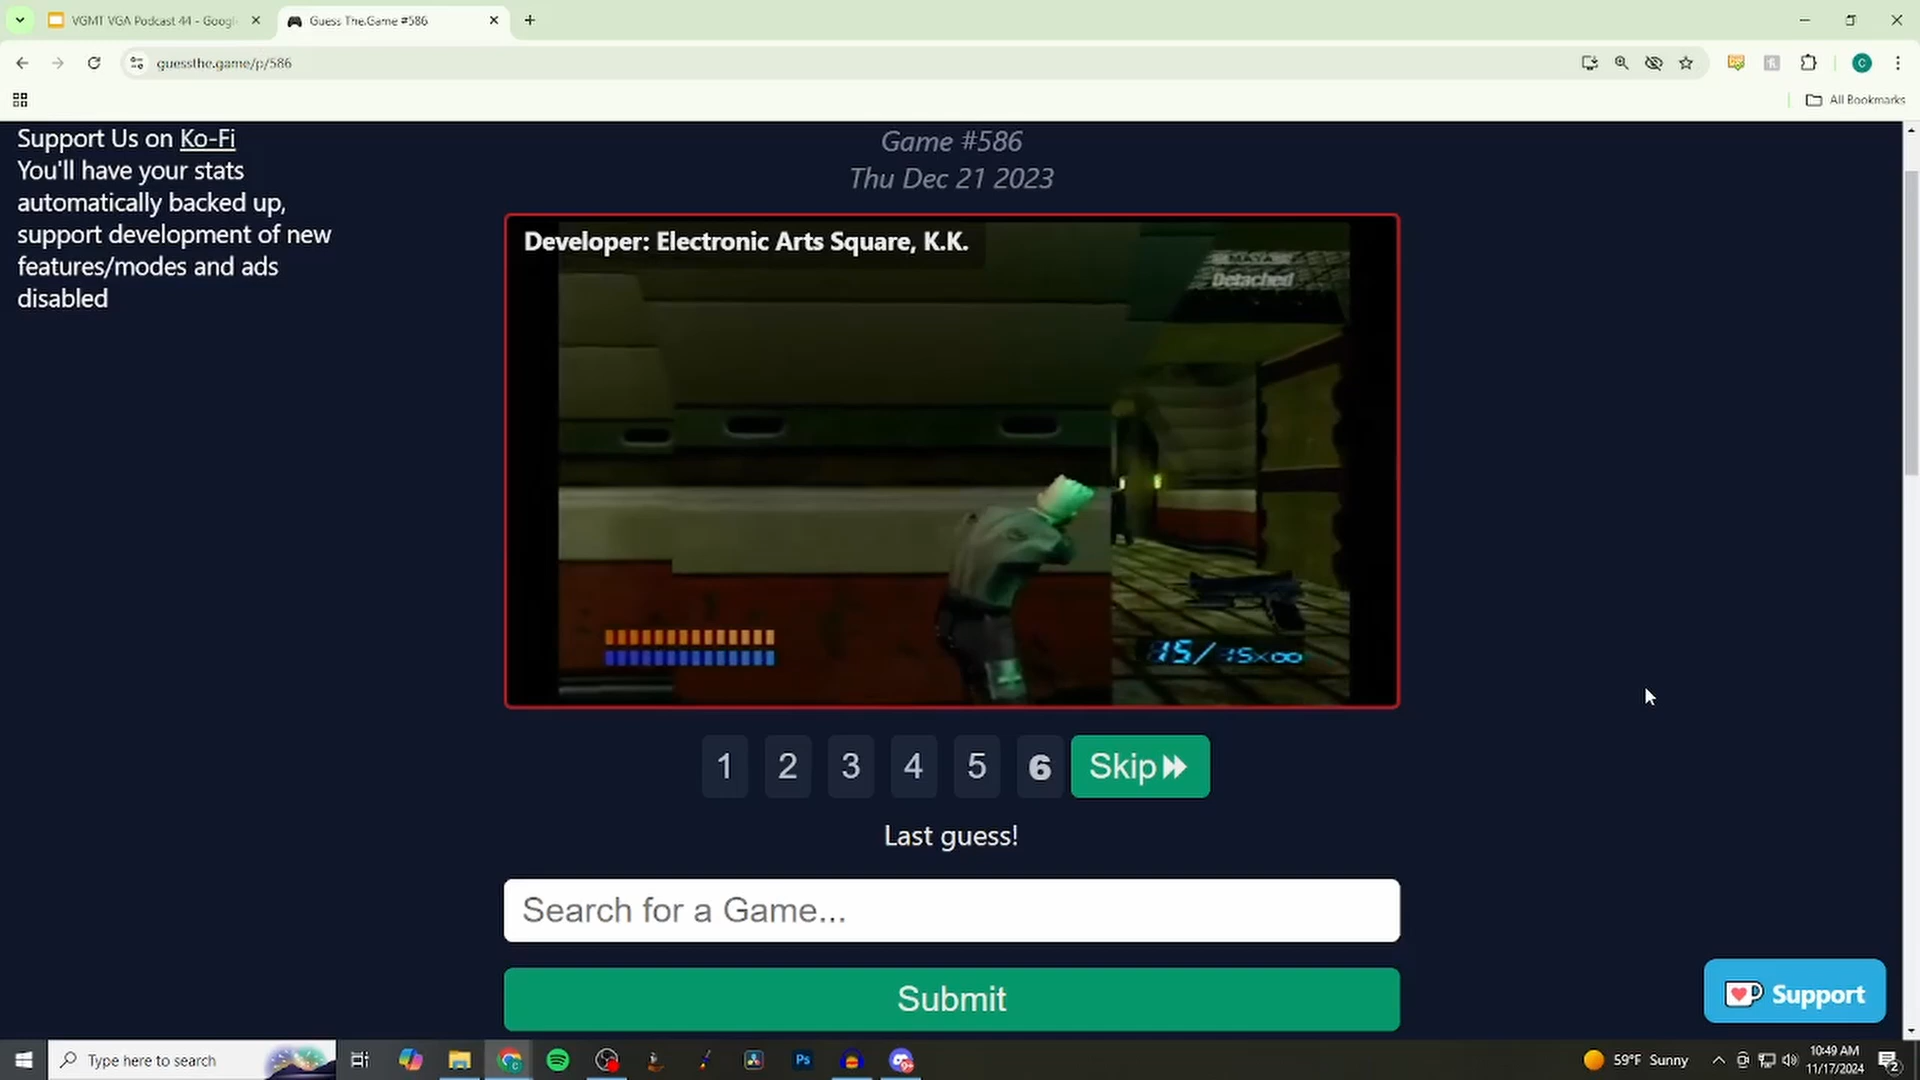 VGMT VGA Podcast 44 - Googl
Guess The.Game #586
guessthe.game/p/586
All Bookmarks
Support Us on Ko-Fi
You'll have your stats
automatically backed up,
support development of new
features/modes and ads
disabled
Game #586
Thu Dec 21 2023
Developer: Electronic Arts Square, K.K.
Detached
15/15x∞
1 2 3 4 5 6 Skip
Last guess!
Search for a Game...
Submit
Support
Type here to search
59°F Sunny
10:49 AM
11/17/2024
2